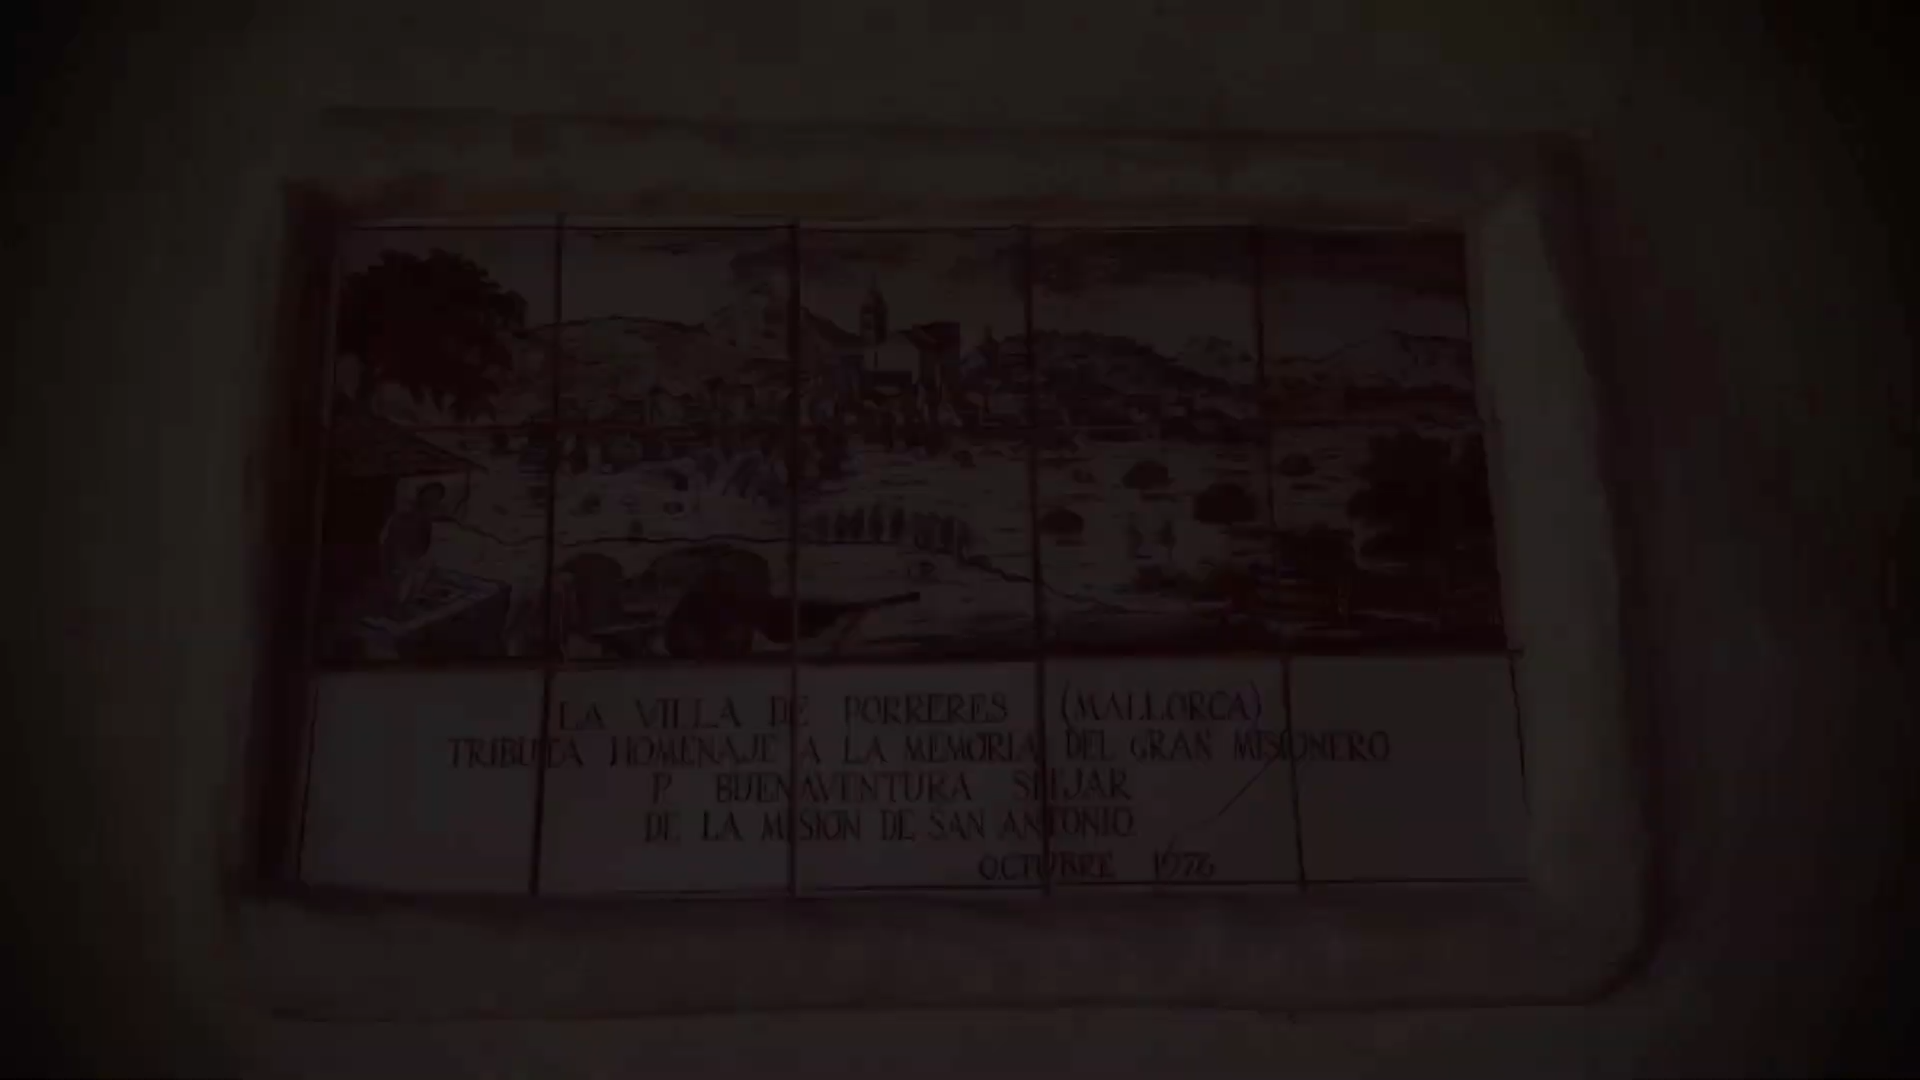 LA VILLA DE PORRERES (MALLORCA)
TRIBUTA HOMENAJE A LA MEMORIA DEL GRAN MISIONERO
P. BUENAVENTURA SITJAR
DE LA MISION DE SAN ANTONIO
OCTUBRE 1976